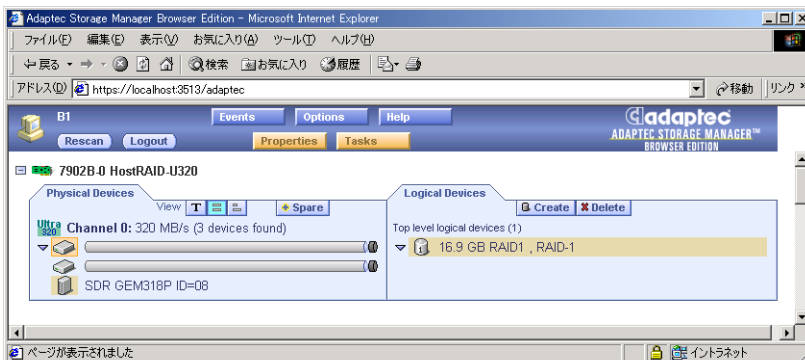 Adaptec Storage Manager Browser Edition - Microsoft Internet Explorer
ファイル(F) 編集(E) 表示(V) お気に入り(A) ツール(T) ヘルプ(H)
戻る 検索 お気に入り 履歴
アドレス(D) https://localhost:3513/adaptec 移動 リンク »
B1 Events Options Help adaptec
Rescan Logout Properties Tasks ADAPTEC STORAGE MANAGER™
BROWSER EDITION
7902B-0 HostRAID-U320
Physical Devices Logical Devices
View T Spare Create Delete
Ultra 320 Channel 0: 320 MB/s (3 devices found) Top level logical devices (1)
16.9 GB RAID1 , RAID-1
SDR GEM318P ID=08
ページが表示されました イントラネット